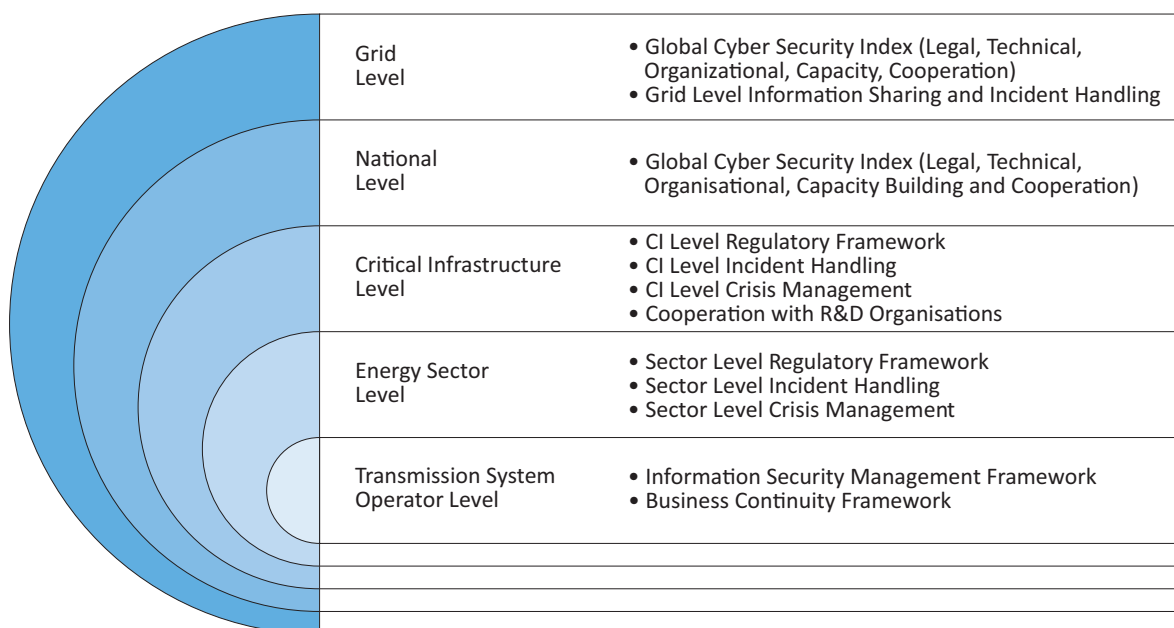 Grid
Level
• Global Cyber Security Index (Legal, Technical,
Organizational, Capacity, Cooperation)
• Grid Level Information Sharing and Incident Handling
National
Level
• Global Cyber Security Index (Legal, Technical,
Organisational, Capacity Building and Cooperation)
Critical Infrastructure
Level
• CI Level Regulatory Framework
• CI Level Incident Handling
• CI Level Crisis Management
• Cooperation with R&D Organisations
Energy Sector
Level
• Sector Level Regulatory Framework
• Sector Level Incident Handling
• Sector Level Crisis Management
Transmission System
Operator Level
• Information Security Management Framework
• Business Continuity Framework